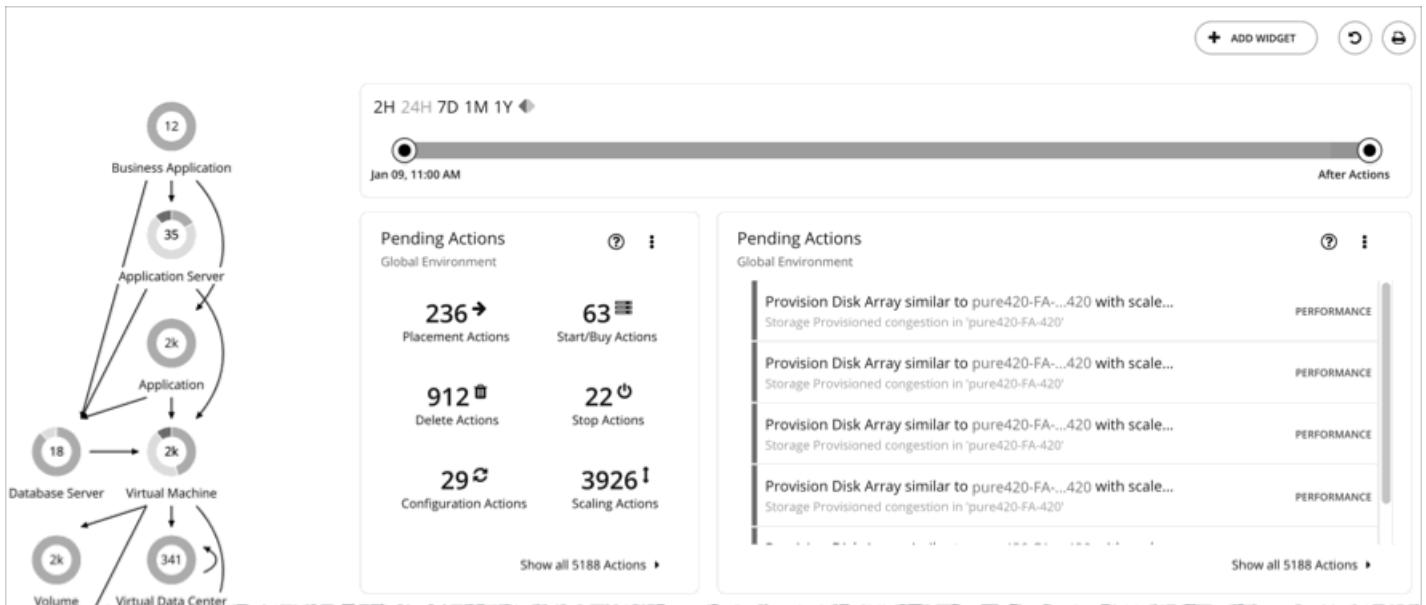 ADD WIDGET
2H 24H 7D 1M 1Y
Jan 09, 11:00 AM
After Actions
12
Business Application
35
Application Server
2k
Application
18
Database Server
2k
Virtual Machine
2k
Volume
341
Virtual Data Center
Pending Actions
Global Environment
236
Placement Actions
63
Start/Buy Actions
912
Delete Actions
22
Stop Actions
29
Configuration Actions
3926
Scaling Actions
Show all 5188 Actions
Pending Actions
Global Environment
Provision Disk Array similar to pure420-FA-...420 with scale...
Storage Provisioned congestion in 'pure420-FA-420'
PERFORMANCE
Provision Disk Array similar to pure420-FA-...420 with scale...
Storage Provisioned congestion in 'pure420-FA-420'
PERFORMANCE
Provision Disk Array similar to pure420-FA-...420 with scale...
Storage Provisioned congestion in 'pure420-FA-420'
PERFORMANCE
Provision Disk Array similar to pure420-FA-...420 with scale...
Storage Provisioned congestion in 'pure420-FA-420'
PERFORMANCE
Show all 5188 Actions